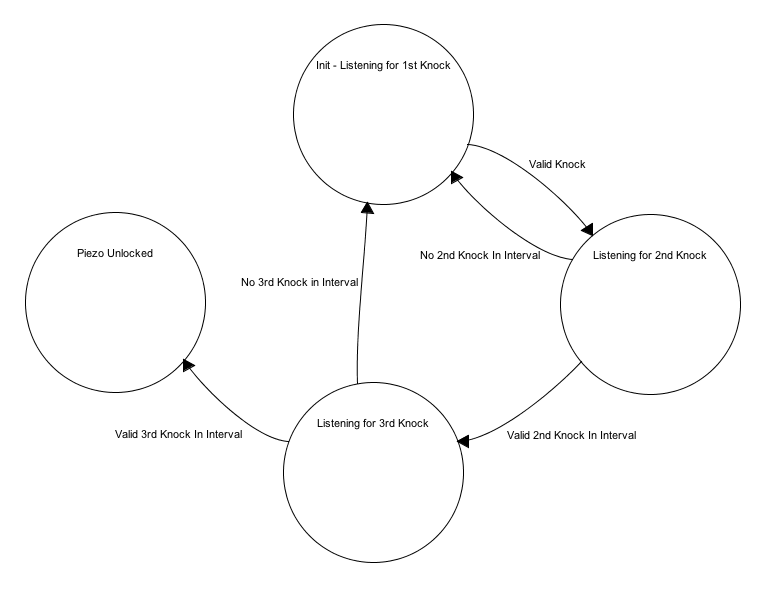 Init - Listening for 1st Knock
Valid Knock
Piezo Unlocked
No 2nd Knock In Interval
Listening for 2nd Knock
No 3rd Knock in Interval
Listening for 3rd Knock
Valid 3rd Knock In Interval
Valid 2nd Knock In Interval